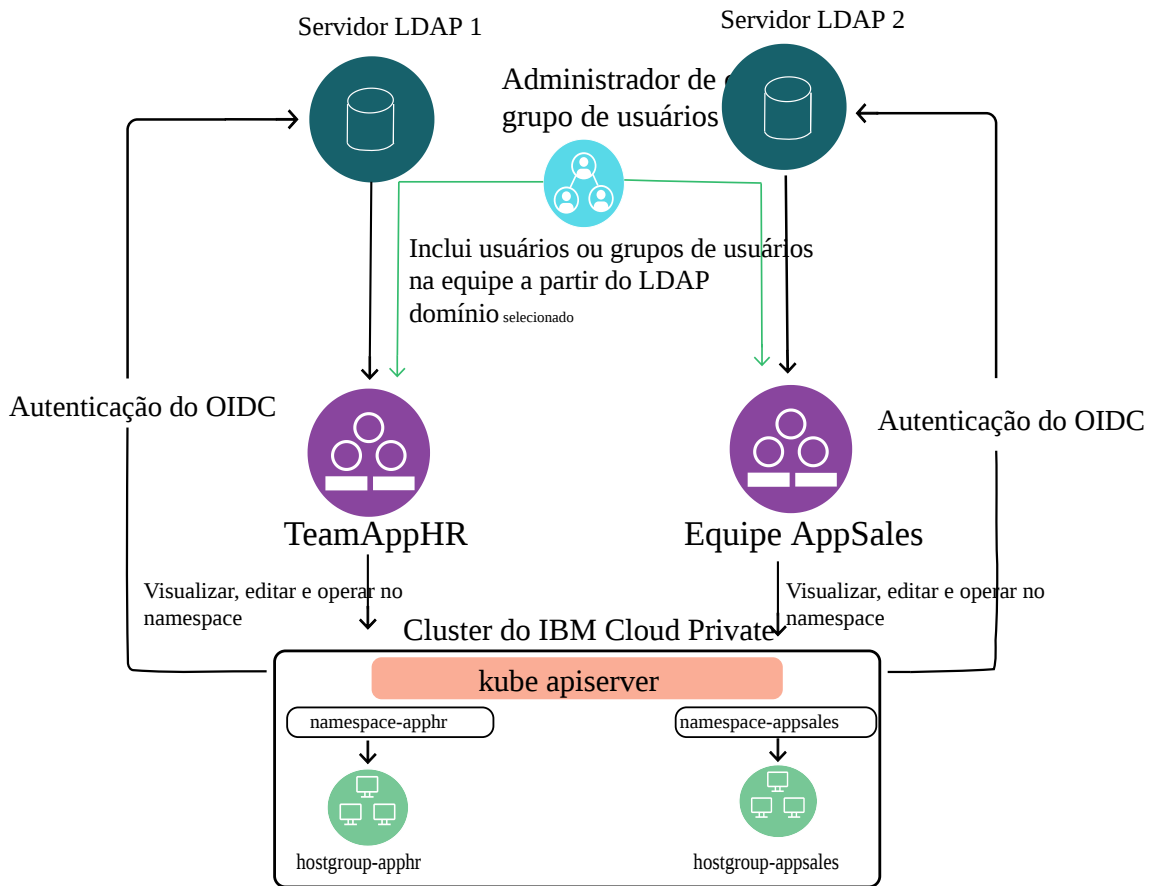 Servidor LDAP 1
Servidor LDAP 2
Administrador de
grupo de usuários
Inclui usuários ou grupos de usuários
na equipe a partir do LDAP
domínio selecionado
Autenticação do OIDC
Autenticação do OIDC
TeamAppHR
Equipe AppSales
Visualizar, editar e operar no
namespace
Visualizar, editar e operar no
namespace
Cluster do IBM Cloud Private
kube apiserver
namespace-apphr
namespace-appsales
hostgroup-apphr
hostgroup-appsales